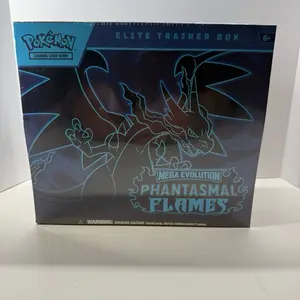 POKÉMON
TRADING CARD GAME
ELITE TRAINER BOX
6+
MEGA EVOLUTION
PHANTASMAL
FLAMES
WARNING: